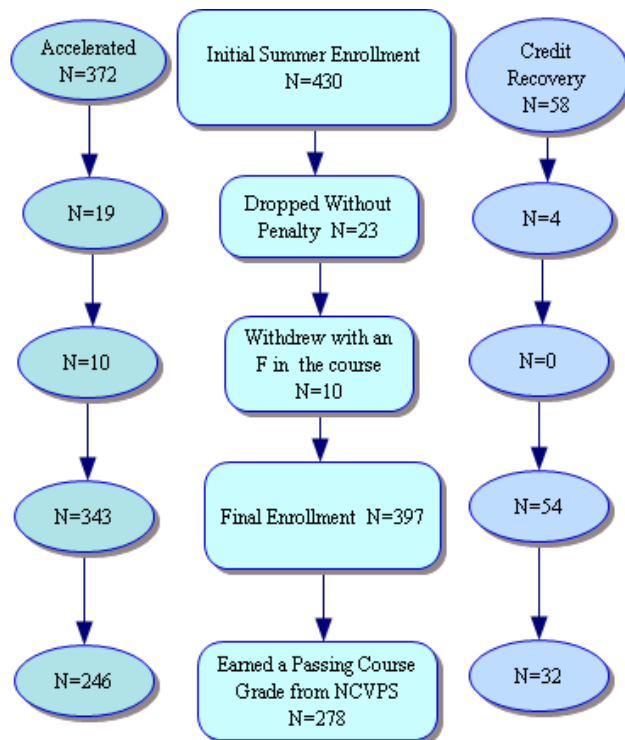 Accelerated
N=372
Initial Summer Enrollment
N=430
Credit
Recovery
N=58
N=19
Dropped Without
Penalty N=23
N=4
N=10
Withdrew with an
F in the course
N=10
N=0
N=343
Final Enrollment N=397
N=54
N=246
Earned a Passing Course
Grade from NCVPS
N=278
N=32